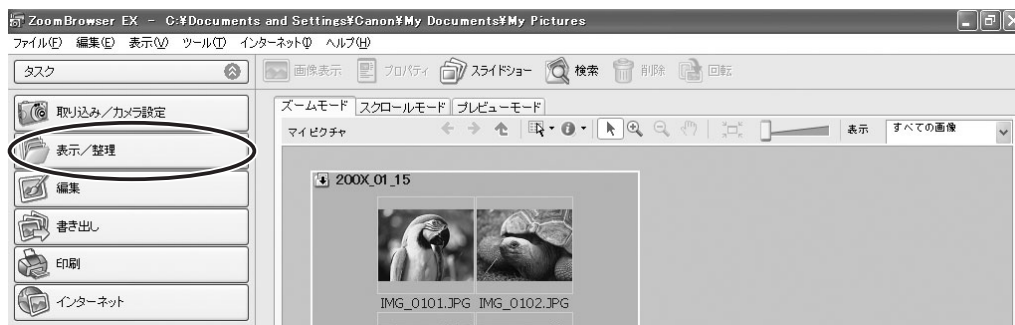 ZoomBrowser EX - C:¥Documents and Settings¥Canon¥My Documents¥My Pictures
ファイル(F) 編集(E) 表示(V) ツール(T) インターネット(I) ヘルプ(H)
タスク
画像表示 プロパティ スライドショー 検索 削除 回転
取り込み／カメラ設定
表示／整理
編集
書き出し
印刷
インターネット
ズームモード スクロールモード プレビューモード
マイ ピクチャ 表示 すべての画像
200X_01_15
IMG_0101.JPG IMG_0102.JPG